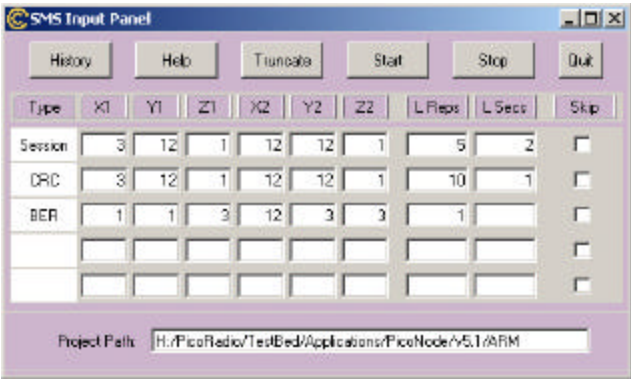 SMS Input Panel
History Help Truncate Start Stop Quit
Type X1 Y1 Z1 X2 Y2 Z2 L Reps L Secs Skip
Session 3 12 1 12 12 1 5 2
CRC 3 12 1 12 12 1 10 1
BER 1 1 3 12 3 3 1
Project Path: H:/PicoRadio/TestBed/Applications/PicoNode/v5.1/ARM